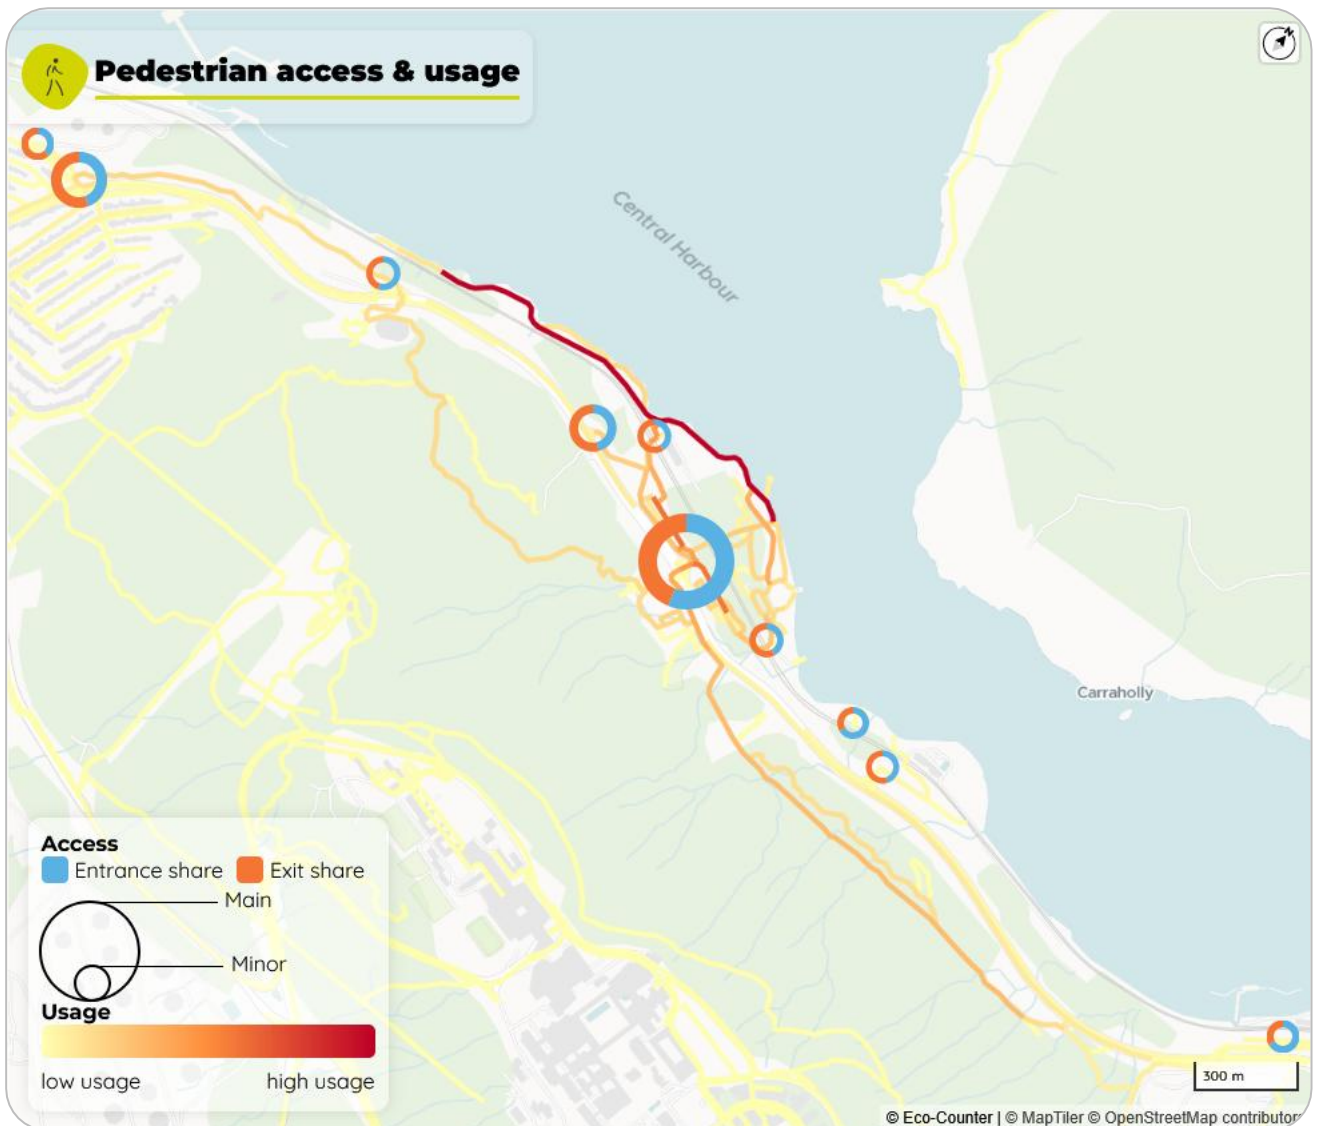 Pedestrian access & usage
N
Central Harbour
Carraholly
Access
Entrance share
Exit share
Main
Minor
Usage
low usage
high usage
300 m
© Eco-Counter | © MapTiler © OpenStreetMap contributors